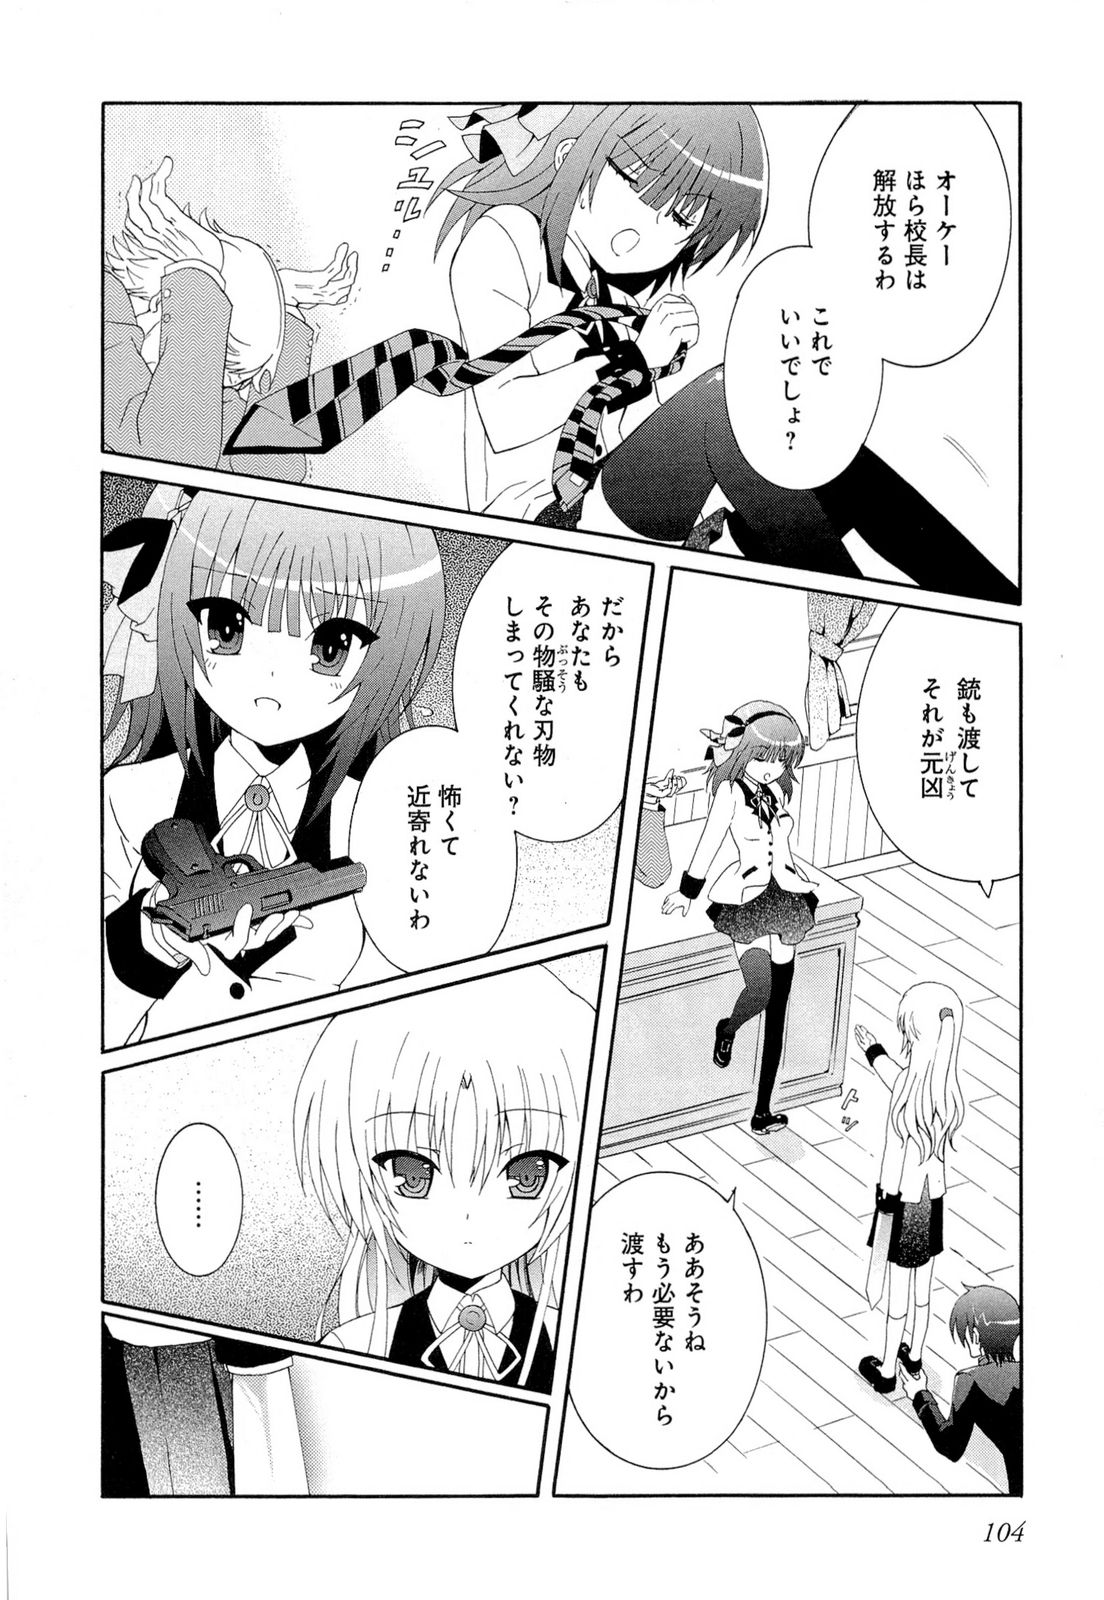 オーケー
ほら校長は
解放するわ
これで
いいでしょ？
シュル……
銃も渡して
それが元凶
げんきょう
トッ
ああそうね
もう必要ないから
渡すわ
だから
あなたも
その物騒な刃物
ぶっそう
しまってくれない？
怖くて
近寄れないわ
……
104